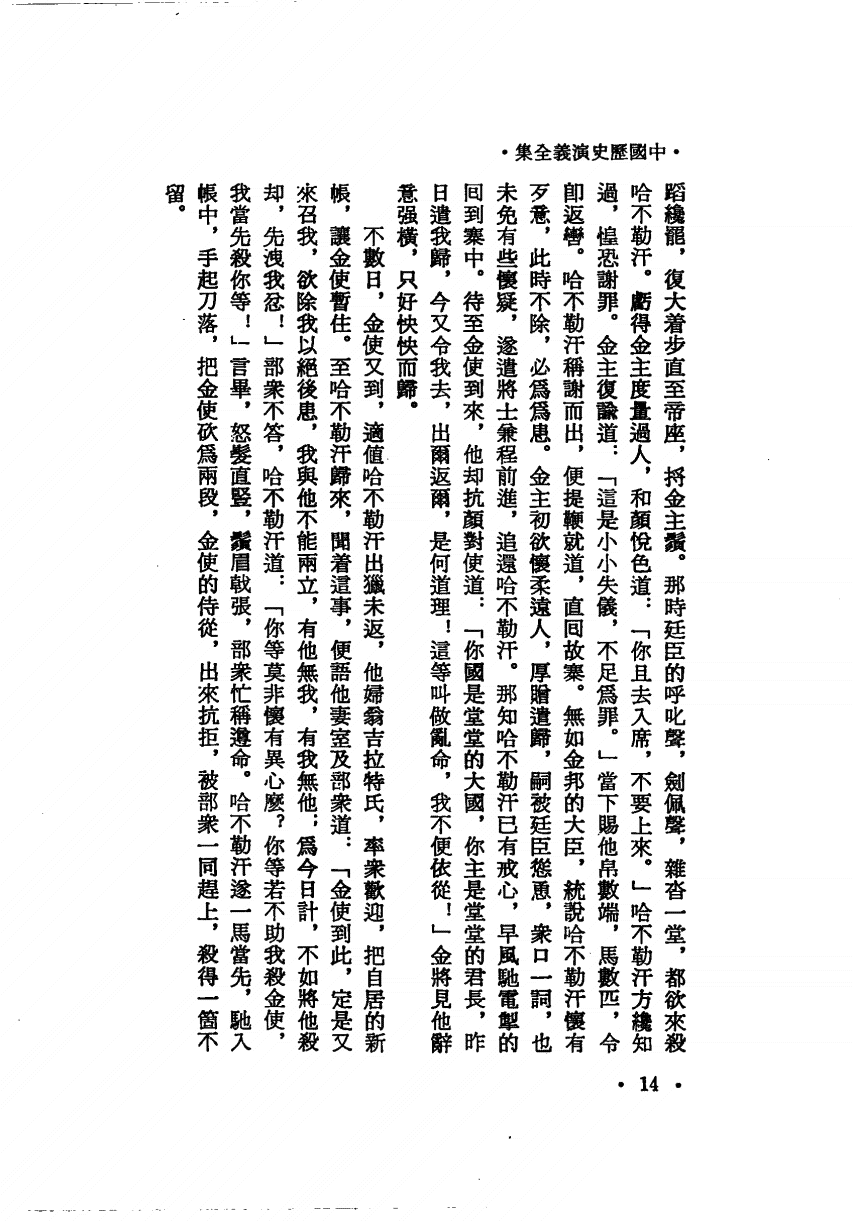 ·中國歷史演義全集·
蹈纔罷，復大着步直至帝座，捋金主鬚。那時廷臣的呼叱聲，劍佩聲，雜沓一堂，都欲來殺
哈不勒汗。虧得金主度量過人，和顏悅色道：「你且去入席，不要上來。」哈不勒汗方纔知
過，惶恐謝罪。金主復諭道：「這是小小失儀，不足爲罪。」當下賜他帛數端，馬數匹，令
卽返轡。哈不勒汗稱謝而出，便提鞭就道，直回故寨。無如金邦的大臣，統說哈不勒汗懷有
歹意，此時不除，必爲爲患。金主初欲懷柔遠人，厚贈遣歸，嗣被廷臣慫恿，衆口一詞，也
未免有些懷疑，遂遣將士兼程前進，追還哈不勒汗。那知哈不勒汗已有戒心，早風馳電掣的
回到寨中。待至金使到來，他却抗顏對使道：「你國是堂堂的大國，你主是堂堂的君長，昨
日遣我歸，今又令我去，出爾返爾，是何道理！這等叫做亂命，我不便依從！」金將見他辭
意强橫，只好怏怏而歸。
不數日，金使又到，適值哈不勒汗出獵未返，他婦翁吉拉特氏，率衆歡迎，把自居的新
帳，讓金使暫住。至哈不勒汗歸來，聞着這事，便語他妻室及部衆道：「金使到此，定是又
來召我，欲除我以絕後患，我與他不能兩立，有他無我，有我無他；爲今日計，不如將他殺
却，先洩我忿！」部衆不答，哈不勒汗道：「你等莫非懷有異心麼？你等若不助我殺金使，
我當先殺你等！」言畢，怒髮直豎，鬚眉戟張，部衆忙稱遵命。哈不勒汗遂一馬當先，馳入
帳中，手起刀落，把金使砍爲兩段，金使的侍從，出來抗拒，被部衆一同趕上，殺得一箇不
留。
·14·